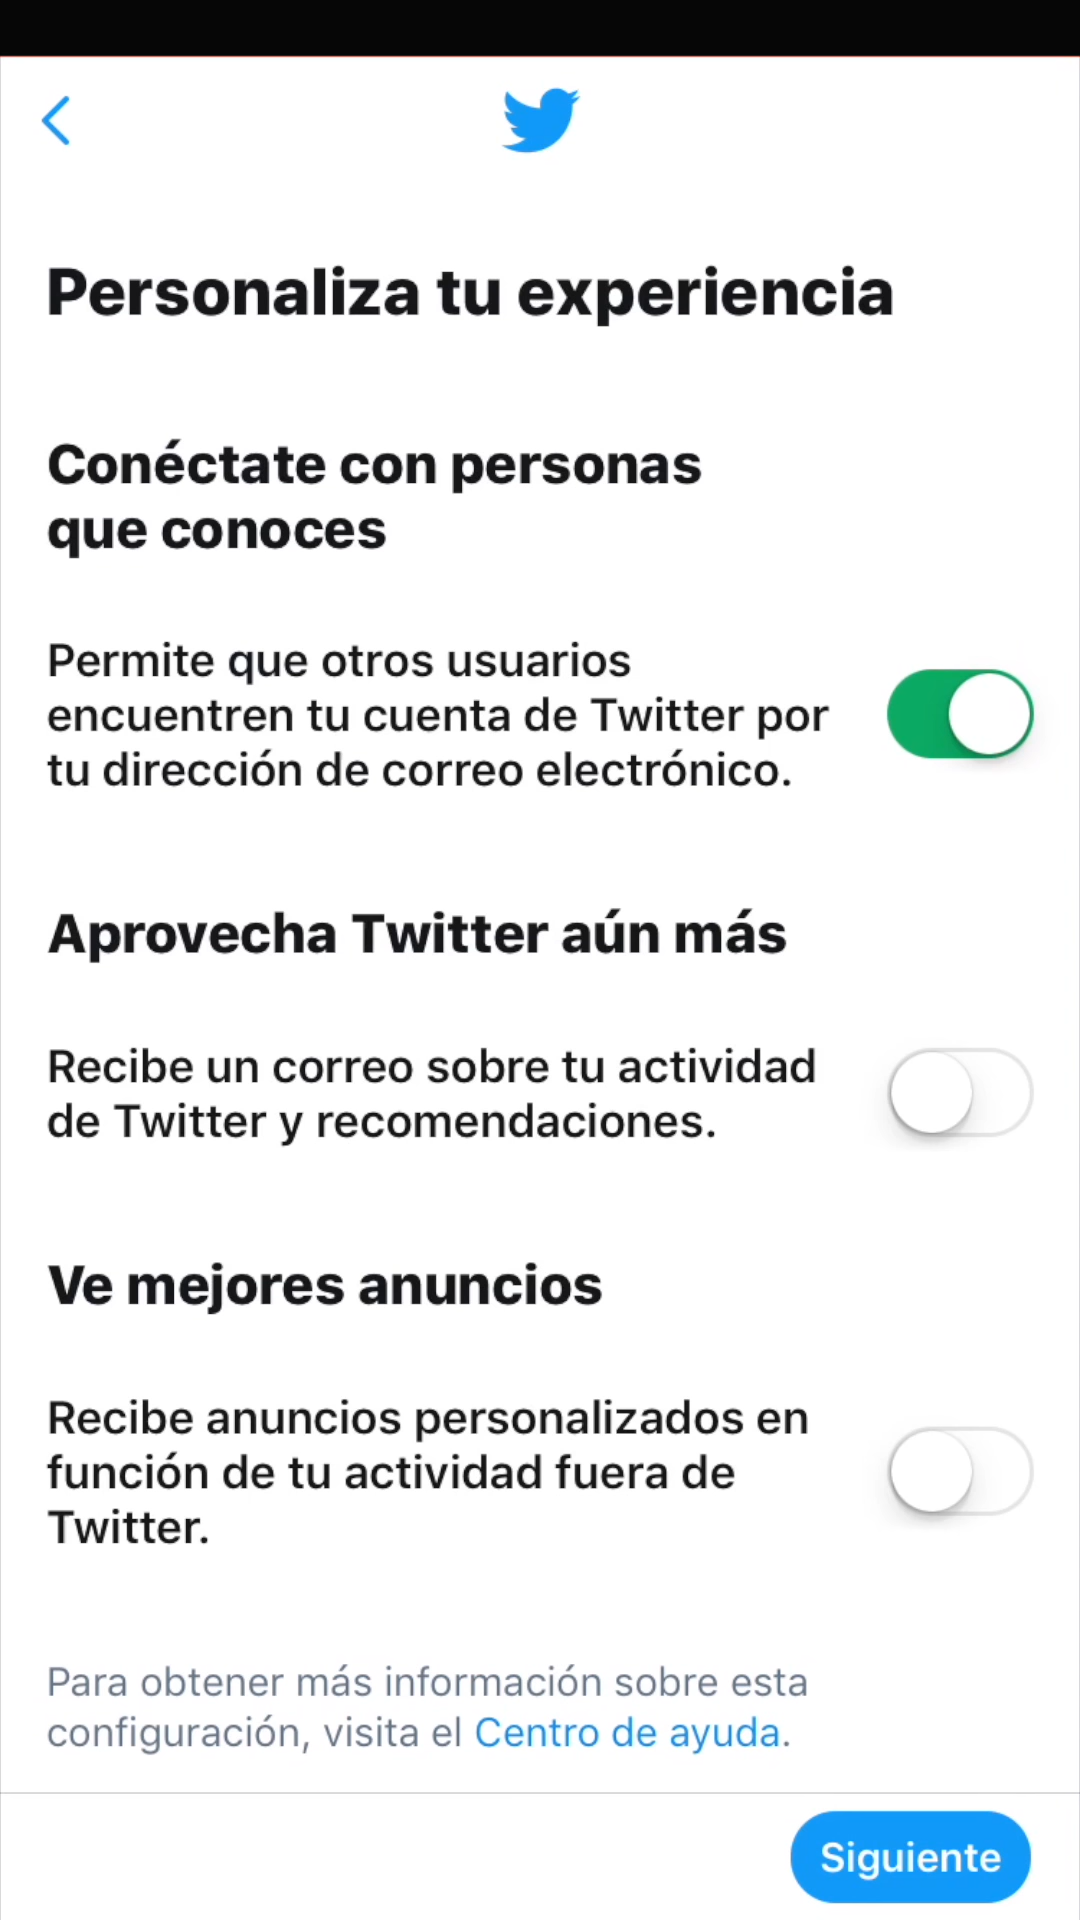 Personaliza tu experiencia
Conéctate con personas
que conoces
Permite que otros usuarios
encuentren tu cuenta de Twitter por
tu dirección de correo electrónico.
Aprovecha Twitter aún más
Recibe un correo sobre tu actividad
de Twitter y recomendaciones.
Ve mejores anuncios
Recibe anuncios personalizados en
función de tu actividad fuera de
Twitter.
Para obtener más información sobre esta
configuración, visita el Centro de ayuda.
Siguiente